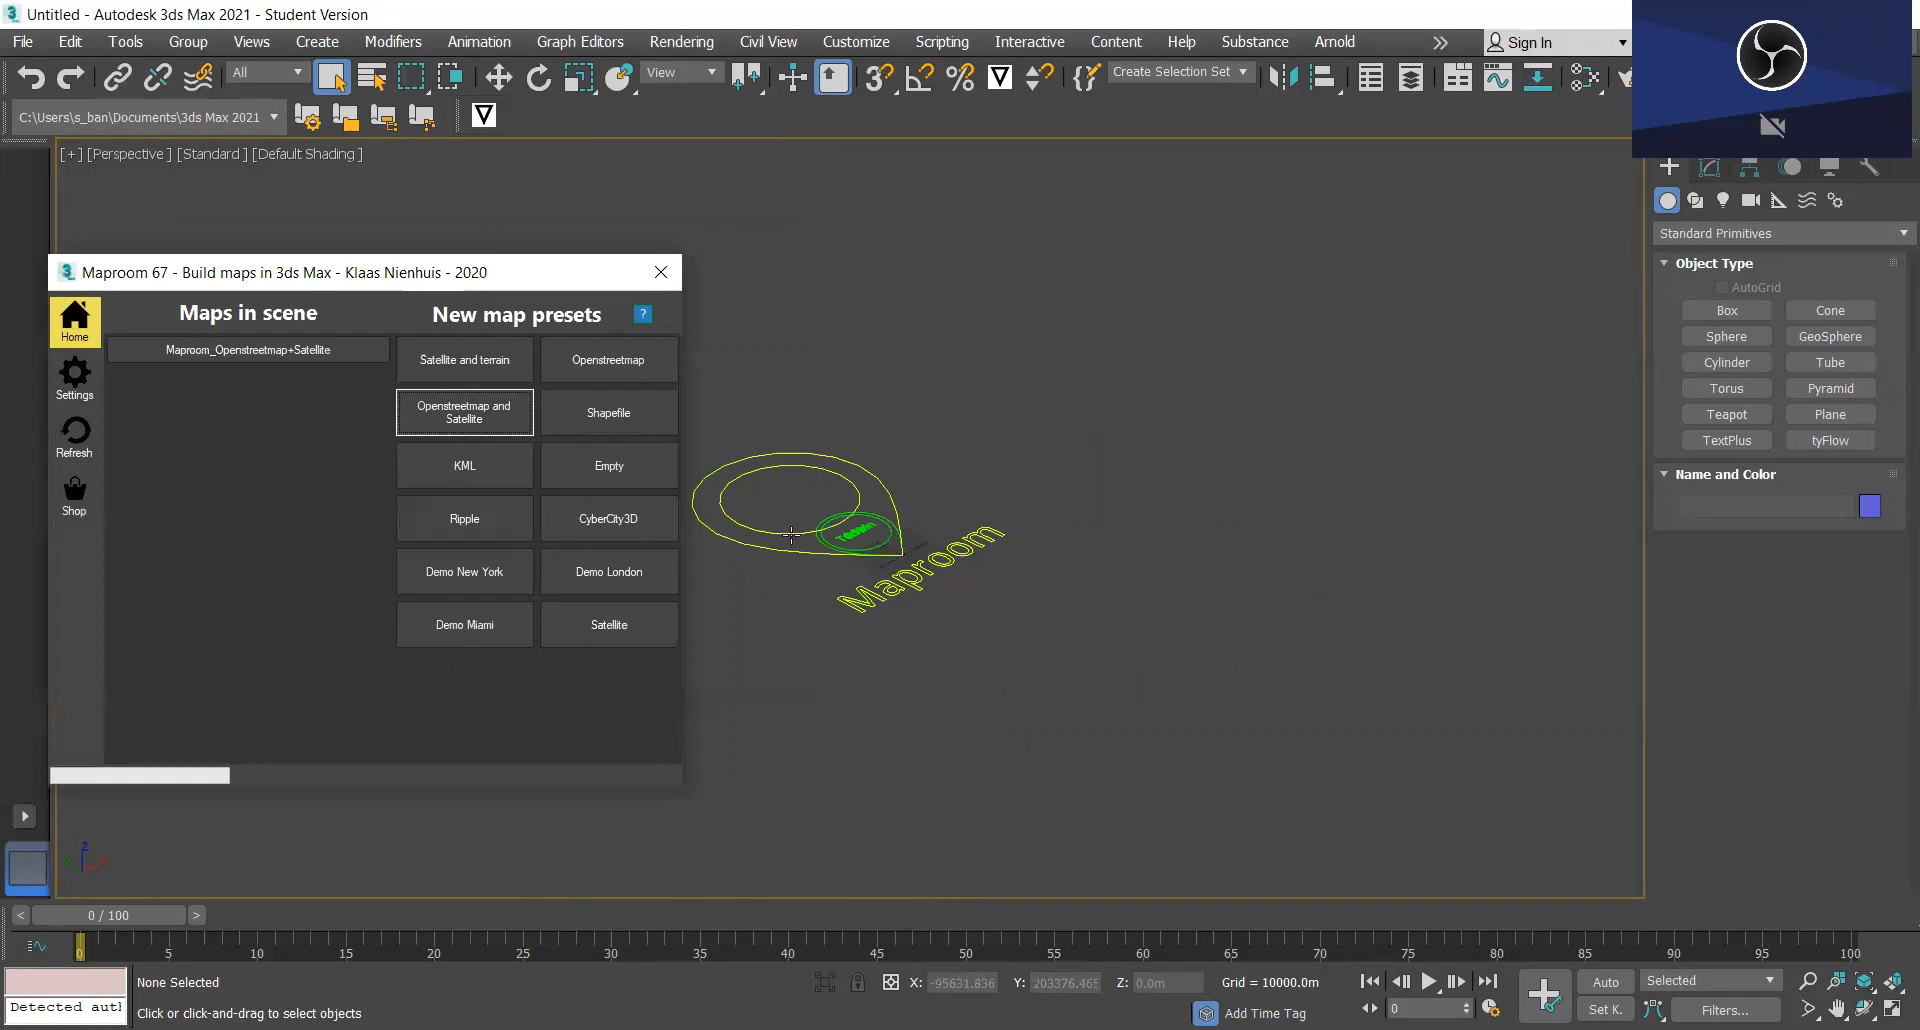 Untitled - Autodesk 3ds Max 2021 - Student Version
File Edit Tools Group Views Create Modifiers Animation Graph Editors Rendering Civil View Customize Scripting Interactive Content Help Substance Arnold Sign In
All View Create Selection Set
C:\Users\s_ban\Documents\3ds Max 2021
[ + ] [Perspective ] [Standard ] [Default Shading ]
Standard Primitives
Object Type
AutoGrid
Box Cone
Sphere GeoSphere
Cylinder Tube
Torus Pyramid
Teapot Plane
TextPlus tyFlow
Name and Color
Maproom 67 - Build maps in 3ds Max - Klaas Nienhuis - 2020
Home
Settings
Refresh
Shop
Maps in scene
Maproom_Openstreetmap+Satellite
New map presets ?
Satellite and terrain Openstreetmap
Openstreetmap and
Satellite
Shapefile
KML Empty
Ripple CyberCity3D
Demo New York Demo London
Demo Miami Satellite
Maproom
z
< 0 / 100 >
0 5 10 15 20 25 30 35 40 45 50 55 60 65 70 75 80 85 90 95 100
None Selected X: -95631.836 Y: 203376.465 Z: 0.0m Grid = 10000.0m Auto Selected
Detected auth
Click or click-and-drag to select objects Add Time Tag 0 Set K. Filters...